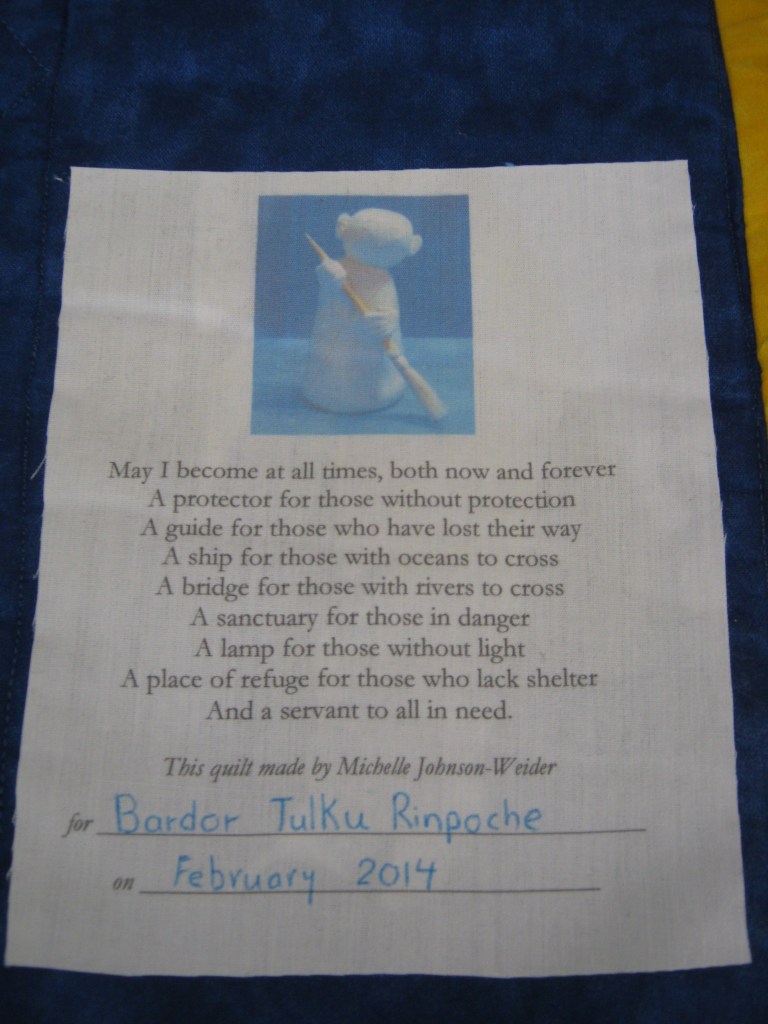 May I become at all times, both now and forever
A protector for those without protection
A guide for those who have lost their way
A ship for those with oceans to cross
A bridge for those with rivers to cross
A sanctuary for those in danger
A lamp for those without light
A place of refuge for those who lack shelter
And a servant to all in need.
This quilt made by Michelle Johnson-Weider
for Bardor Tulku Rinpoche
on February 2014